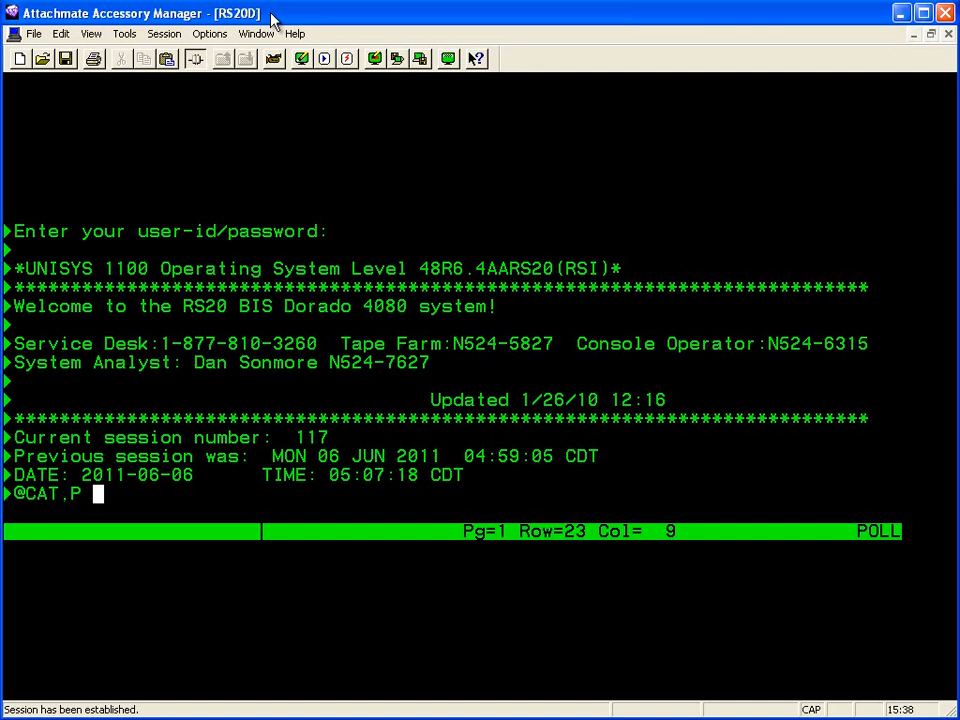 Attachmate Accessory Manager - [RS20D]
File Edit View Tools Session Options Window Help
Enter your user-id/password:
*UNISYS 1100 Operating System Level 48R6.4AARS20(RSI)*
****************************************************************************
Welcome to the RS20 BIS Dorado 4080 system!
Service Desk:1-877-810-3260 Tape Farm:N524-5827 Console Operator:N524-6315
System Analyst: Dan Sonmore N524-7627
Updated 1/26/10 12:16
****************************************************************************
Current session number: 117
Previous session was: MON 06 JUN 2011 04:59:05 CDT
DATE: 2011-06-06 TIME: 05:07:18 CDT
@CAT,P
Pg=1 Row=23 Col= 9 POLL
Session has been established. CAP 15:38